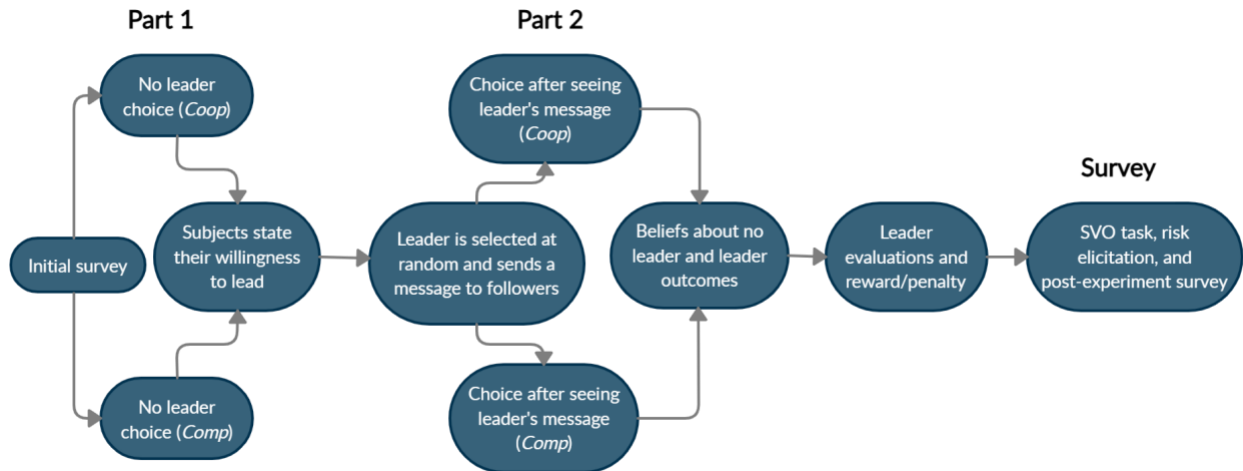 Part 1
Part 2
No leader
choice (Coop)
Choice after seeing
leader's message
(Coop)
Survey
Initial survey
Subjects state
their willingness
to lead
Leader is selected at
random and sends a
message to followers
Beliefs about no
leader and leader
outcomes
Leader
evaluations and
reward/penalty
SVO task, risk
elicitation, and
post-experiment survey
No leader
choice (Comp)
Choice after seeing
leader's message
(Comp)